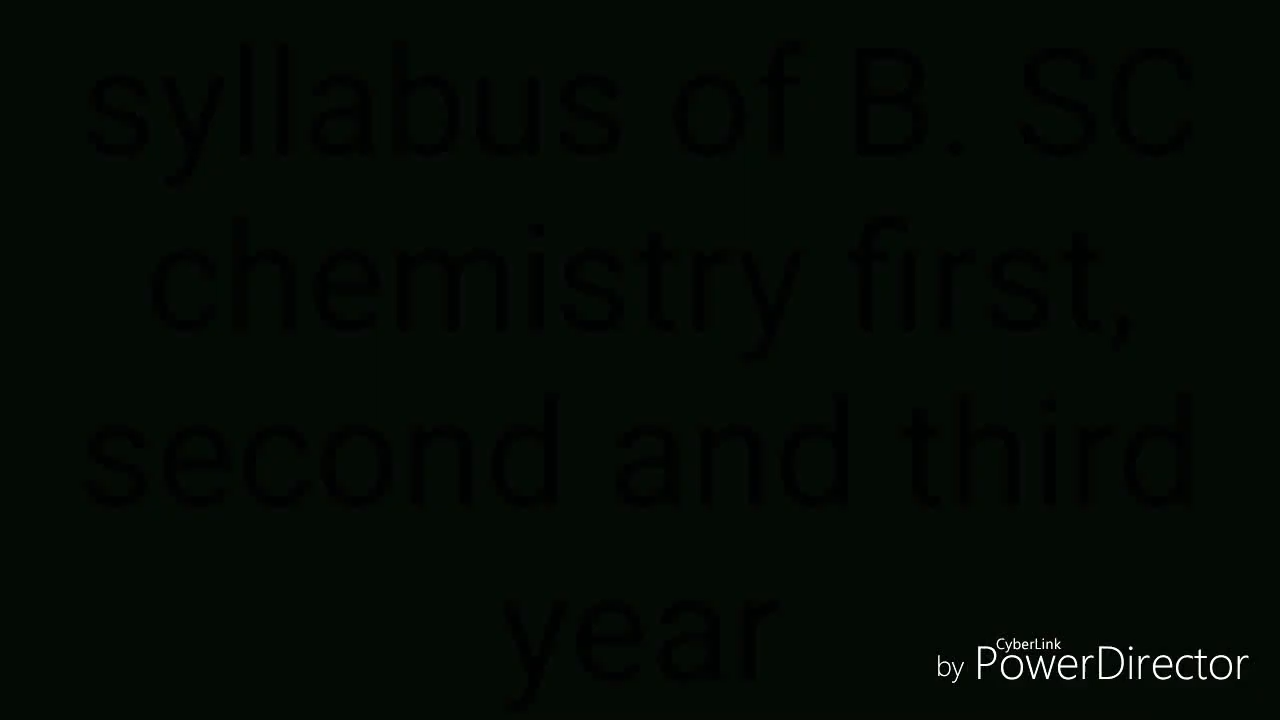 syllabus of B. SC
chemistry first,
second and third
year
CyberLink
by PowerDirector